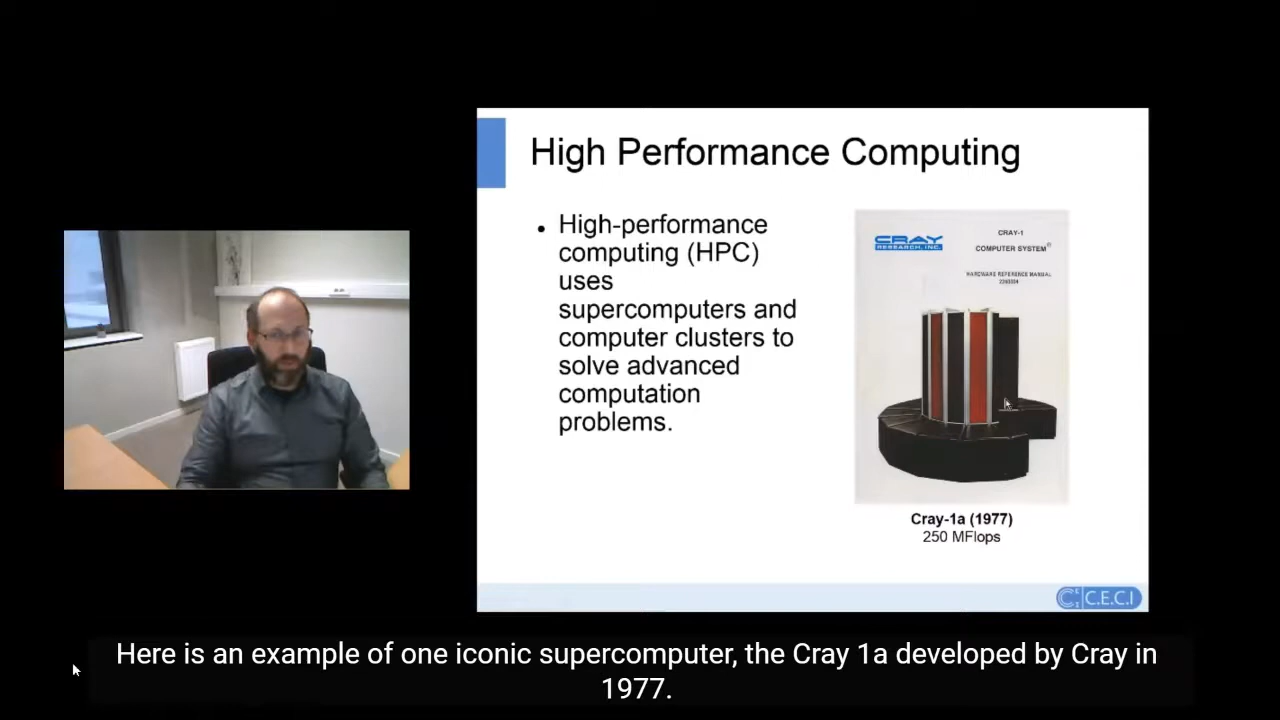 High Performance Computing
• High-performance
computing (HPC)
uses
supercomputers and
computer clusters to
solve advanced
computation
problems.
CRAY
RESEARCH, INC.
CRAY-1
COMPUTER SYSTEM®
HARDWARE REFERENCE MANUAL
Cray-1a (1977)
250 MFlops
C.E.C.I
Here is an example of one iconic supercomputer, the Cray 1a developed by Cray in
1977.